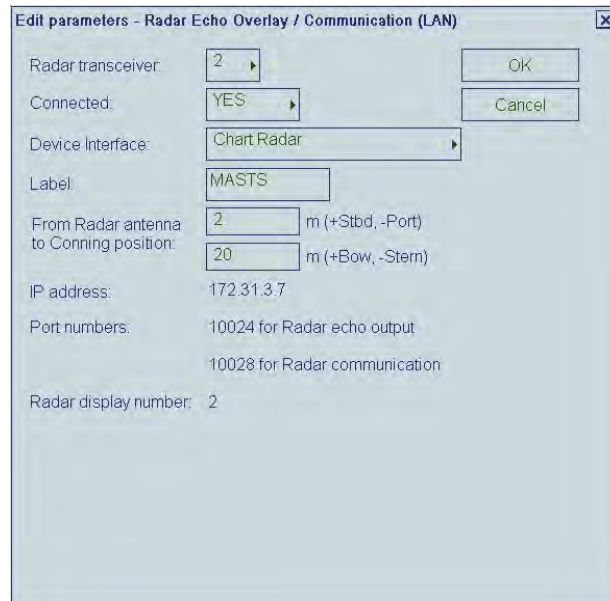 Edit parameters - Radar Echo Overlay / Communication (LAN)
Radar transceiver: 2 OK
Connected: YES Cancel
Device Interface: Chart Radar
Label: MASTS
From Radar antenna
to Conning position:
2 m (+Stbd, -Port)
20 m (+Bow, -Stern)
IP address: 172.31.3.7
Port numbers: 10024 for Radar echo output
10028 for Radar communication
Radar display number: 2